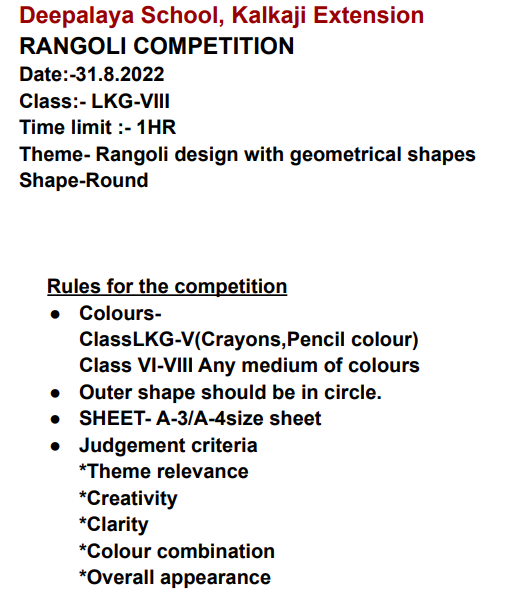 Deepalaya School, Kalkaji Extension
RANGOLI COMPETITION
Date:-31.8.2022
Class:- LKG-VIII
Time limit :- 1HR
Theme- Rangoli design with geometrical shapes
Shape-Round
Rules for the competition
● Colours-
ClassLKG-V(Crayons,Pencil colour)
Class VI-VIII Any medium of colours
● Outer shape should be in circle.
● SHEET- A-3/A-4size sheet
● Judgement criteria
*Theme relevance
*Creativity
*Clarity
*Colour combination
*Overall appearance